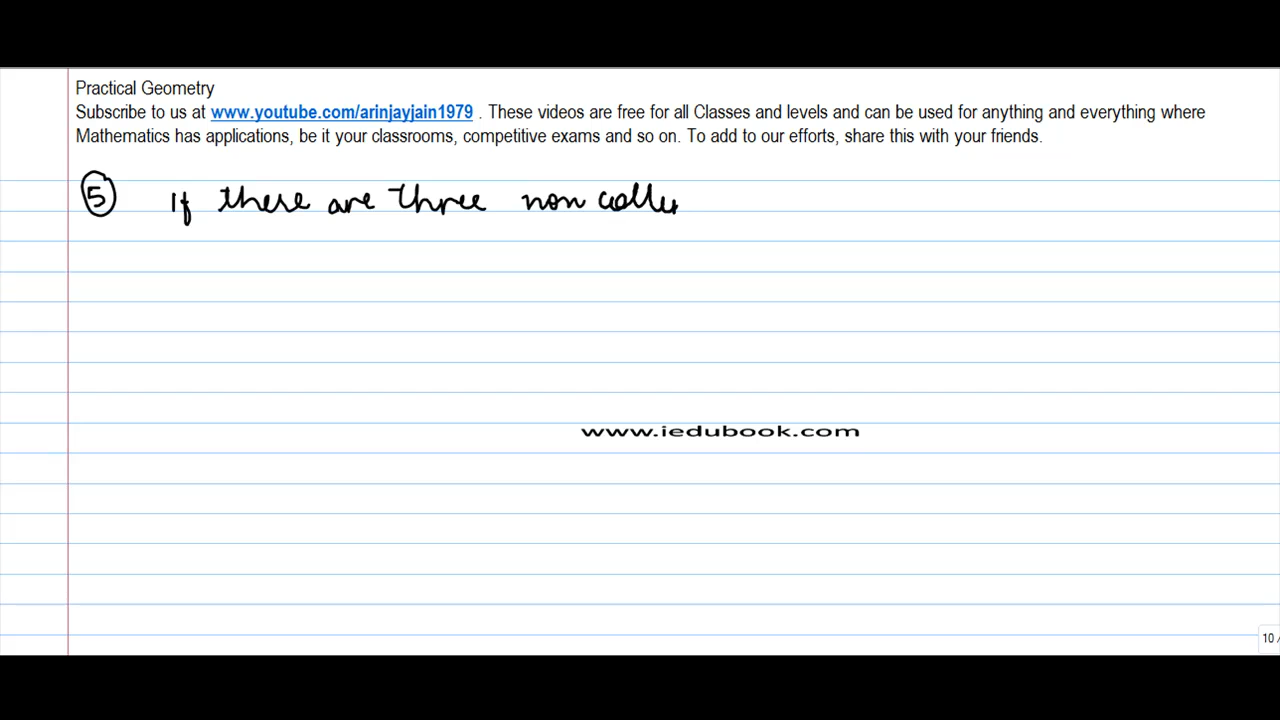 Practical Geometry
Subscribe to us at www.youtube.com/arinjayjain1979 . These videos are free for all Classes and levels and can be used for anything and everything where
Mathematics has applications, be it your classrooms, competitive exams and so on. To add to our efforts, share this with your friends.
5 If there are three non colle
www.iedubook.com
10 /